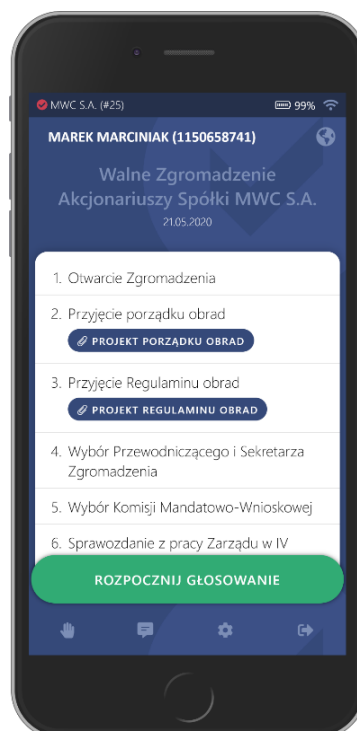 MWC S.A. (#25) 99%
MAREK MARCINIAK (1150658741)
Walne Zgromadzenie
Akcjonariuszy Spółki MWC S.A.
21.05.2020
1. Otwarcie Zgromadzenia
2. Przyjęcie porządku obrad
PROJEKT PORZĄDKU OBRAD
3. Przyjęcie Regulaminu obrad
PROJEKT REGULAMINU OBRAD
4. Wybór Przewodniczącego i Sekretarza
Zgromadzenia
5. Wybór Komisji Mandatowo-Wnioskowej
6. Sprawozdanie z pracy Zarządu w IV
ROZPOCZNIJ GŁOSOWANIE